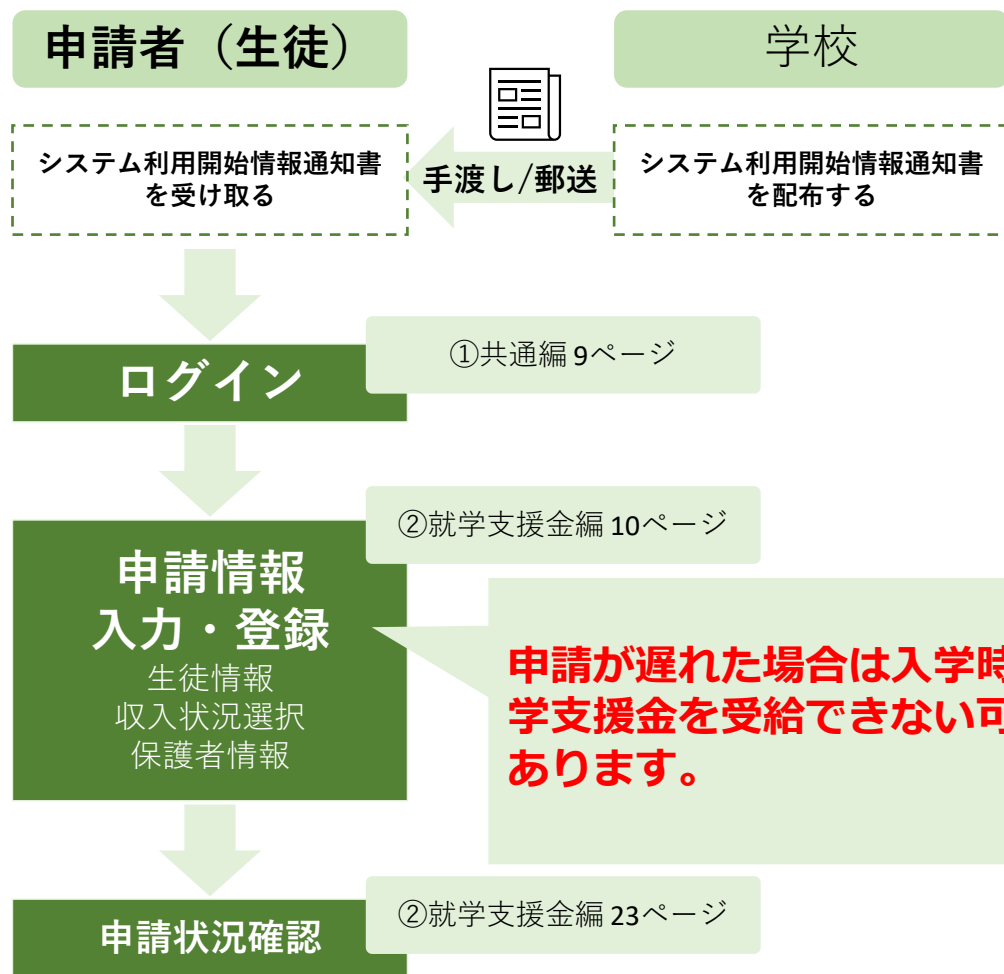 申請者（生徒）
学校
システム利用開始情報通知書
を受け取る
手渡し/郵送
システム利用開始情報通知書
を配布する
ログイン
①共通編 9ページ
②就学支援金編 10ページ
申請情報
入力・登録
生徒情報
収入状況選択
保護者情報
申請が遅れた場合は入学時
学支援金を受給できない可
あります。
②就学支援金編 23ページ
申請状況確認